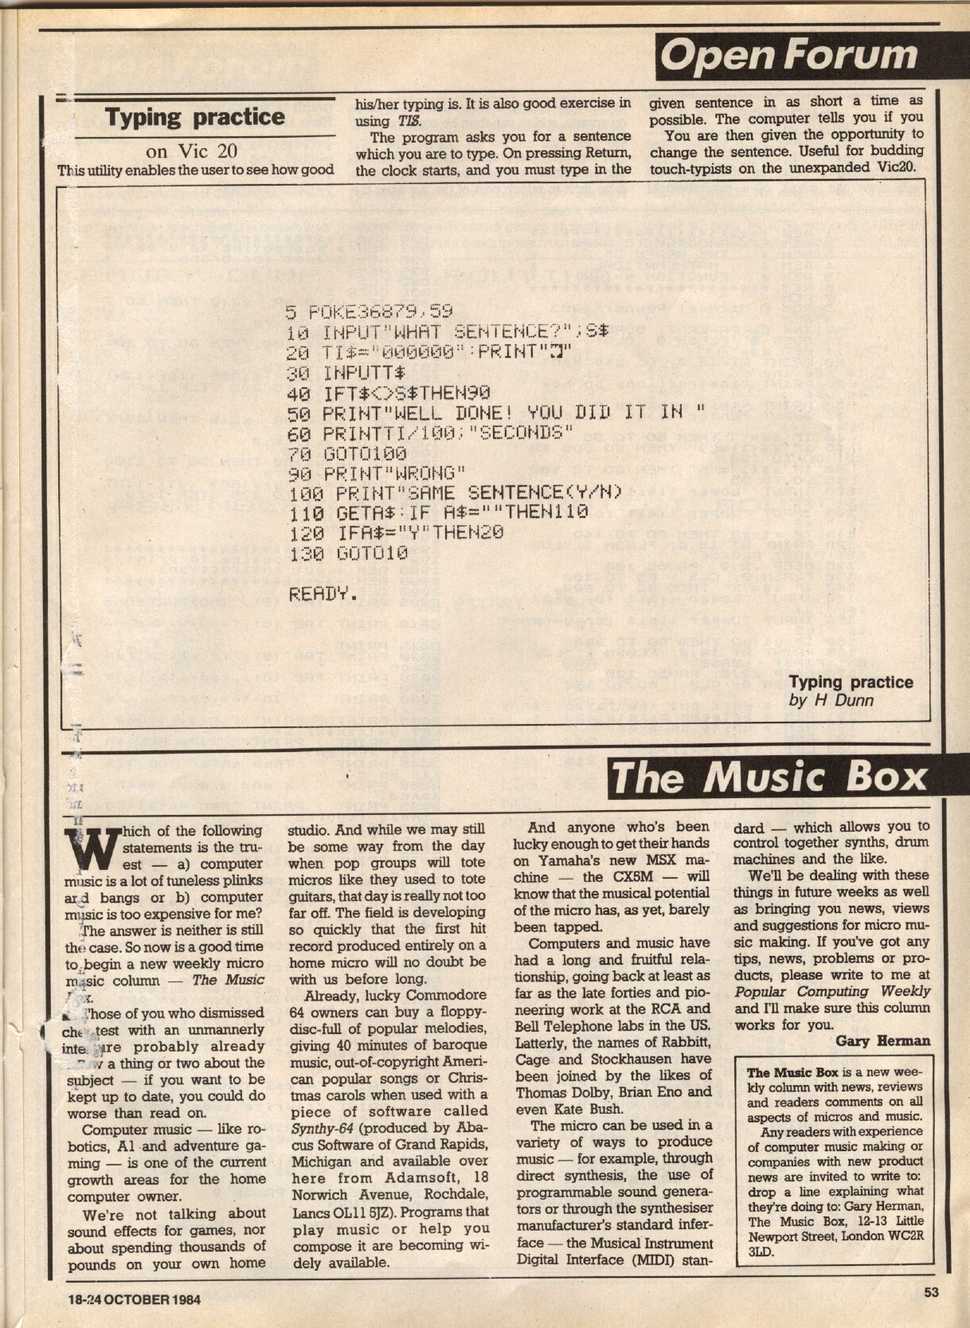 Open Forum
Typing practice
on Vic 20
This utility enables the user to see how good
his/her typing is. It is also good exercise in
using TI$.
The program asks you for a sentence
which you are to type. On pressing Return,
the clock starts, and you must type in the
given sentence in as short a time as
possible. The computer tells you if you
You are then given the opportunity to
change the sentence. Useful for budding
touch-typists on the unexpanded Vic20.
5 POKE36879,59
10 INPUT"WHAT SENTENCE?";S$
20 TI$="000000":PRINT""
30 INPUTT$
40 IFT$<>S$THEN90
50 PRINT"WELL DONE! YOU DID IT IN "
60 PRINTTI/100;"SECONDS"
70 GOTO100
90 PRINT"WRONG"
100 PRINT"SAME SENTENCE(Y/N)
110 GETA$:IF A$=""THEN110
120 IFA$="Y"THEN20
130 GOTO10
READY.
Typing practice
by H Dunn
The Music Box
Which of the following
statements is the tru-
est — a) computer
music is a lot of tuneless plinks
and bangs or b) computer
music is too expensive for me?
The answer is neither is still
the case. So now is a good time
to begin a new weekly micro
music column — The Music
Those of you who dismissed
test with an unmannerly
are probably already
a thing or two about the
subject — if you want to be
kept up to date, you could do
worse than read on.
Computer music — like ro-
botics, A1 and adventure ga-
ming — is one of the current
growth areas for the home
computer owner.
We're not talking about
sound effects for games, nor
about spending thousands of
pounds on your own home
studio. And while we may still
be some way from the day
when pop groups will tote
micros like they used to tote
guitars, that day is really not too
far off. The field is developing
so quickly that the first hit
record produced entirely on a
home micro will no doubt be
with us before long.
Already, lucky Commodore
64 owners can buy a floppy-
disc-full of popular melodies,
giving 40 minutes of baroque
music, out-of-copyright Ameri-
can popular songs or Chris-
tmas carols when used with a
piece of software called
Synthy-64 (produced by Aba-
cus Software of Grand Rapids,
Michigan and available over
here from Adamsoft, 18
Norwich Avenue, Rochdale,
Lancs OL11 5JZ). Programs that
play music or help you
compose it are becoming wi-
dely available.
And anyone who's been
lucky enough to get their hands
on Yamaha's new MSX ma-
chine — the CX5M — will
know that the musical potential
of the micro has, as yet, barely
been tapped.
Computers and music have
had a long and fruitful rela-
tionship, going back at least as
far as the late forties and pio-
neering work at the RCA and
Bell Telephone labs in the US.
Latterly, the names of Rabbitt,
Cage and Stockhausen have
been joined by the likes of
Thomas Dolby, Brian Eno and
even Kate Bush.
The micro can be used in a
variety of ways to produce
music — for example, through
direct synthesis, the use of
programmable sound genera-
tors or through the synthesiser
manufacturer's standard infer-
face — the Musical Instrument
Digital Interface (MIDI) stan-
dard — which allows you to
control together synths, drum
machines and the like.
We'll be dealing with these
things in future weeks as well
as bringing you news, views
and suggestions for micro mu-
sic making. If you've got any
tips, news, problems or pro-
ducts, please write to me at
Popular Computing Weekly
and I'll make sure this column
works for you.
Gary Herman
The Music Box is a new wee-
kly column with news, reviews
and readers comments on all
aspects of micros and music.
Any readers with experience
of computer music making or
companies with new product
news are invited to write to:
drop a line explaining what
they're doing to: Gary Herman,
The Music Box, 12-13 Little
Newport Street, London WC2R
3LD.
18-24 OCTOBER 1984
53